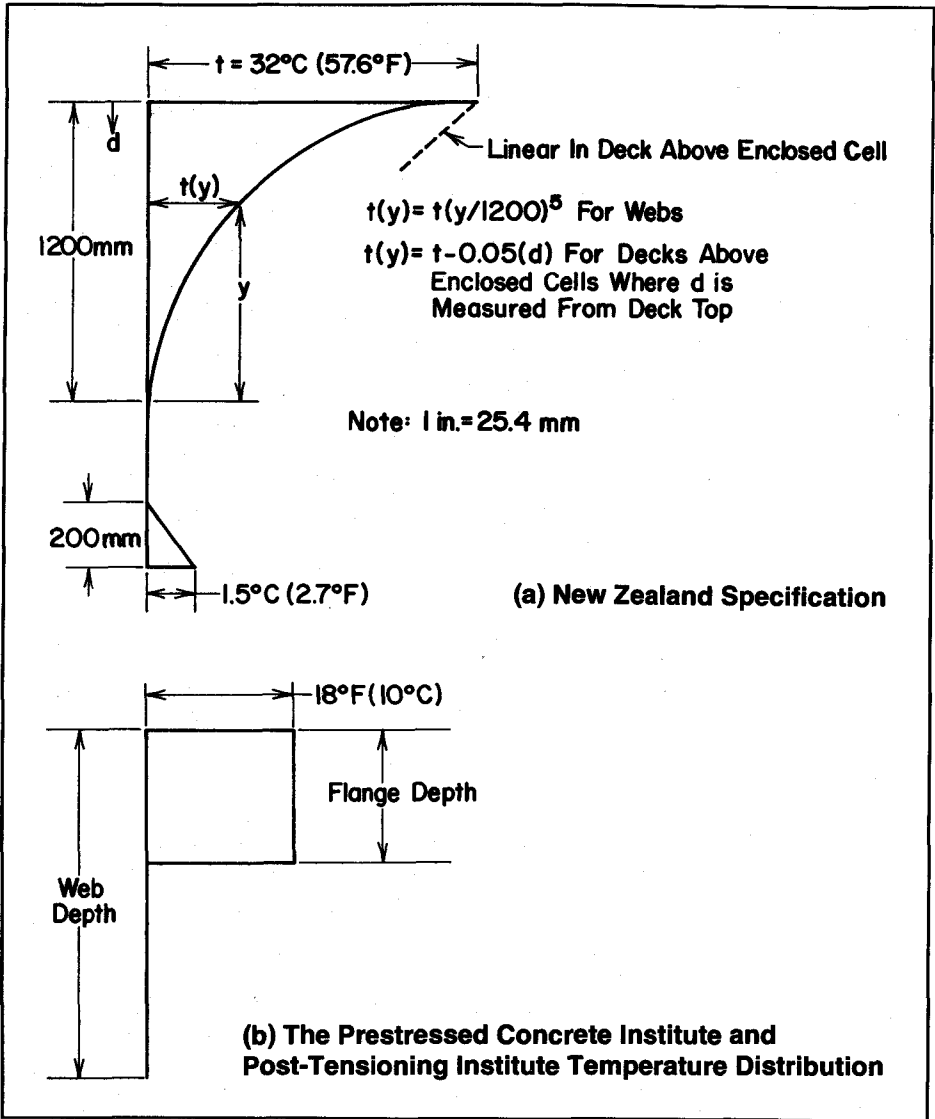 t = 32°C (57.6°F)
d
Linear In Deck Above Enclosed Cell
t(y)
t(y)= t(y/1200)⁵ For Webs
1200mm
t(y)= t-0.05(d) For Decks Above
Enclosed Cells Where d is
Measured From Deck Top
y
Note: 1 in.= 25.4 mm
200mm
1.5°C (2.7°F)
(a) New Zealand Specification
18°F (10°C)
Flange Depth
Web
Depth
(b) The Prestressed Concrete Institute and
Post-Tensioning Institute Temperature Distribution